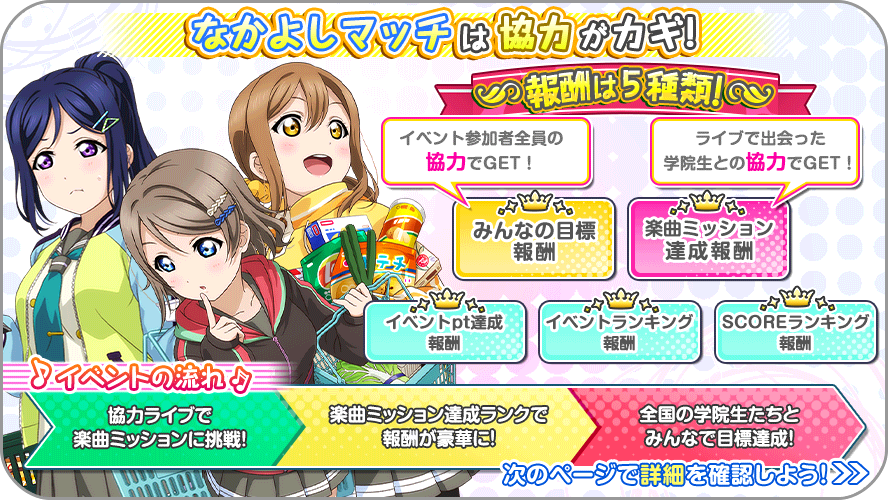 なかよしマッチは協力がカギ!
報酬は5種類!
イベント参加者全員の
協力でGET!
ライブで出会った
学院生との協力でGET!
みんなの目標
報酬
楽曲ミッション
達成報酬
イベントpt達成
報酬
イベントランキング
報酬
SCOREランキング
報酬
イベントの流れ
協力ライブで
楽曲ミッションに挑戦!
楽曲ミッション達成ランクで
報酬が豪華に!
全国の学院生たちと
みんなで目標達成!
次のページで詳細を確認しよう!>>